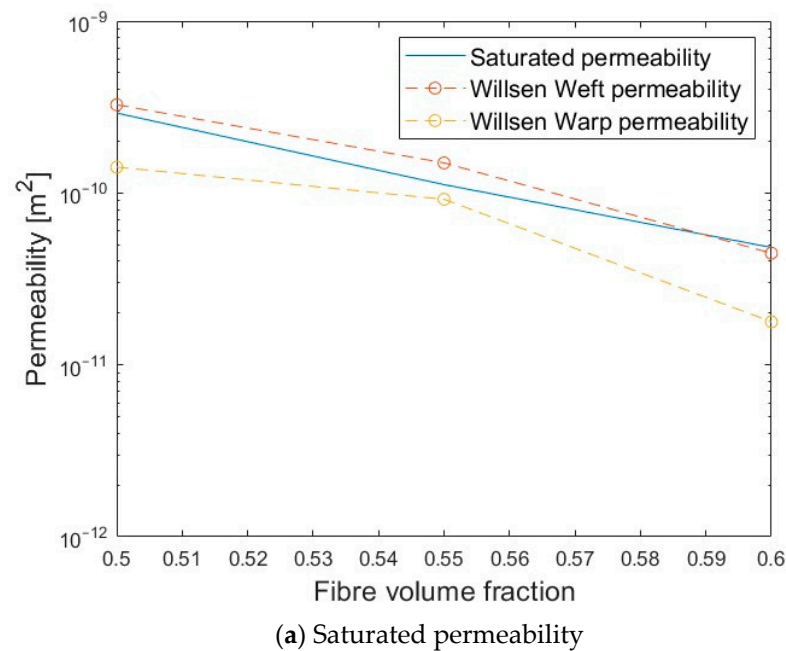 10^-9
Saturated permeability
Willsen Weft permeability
Willsen Warp permeability
10^-10
Permeability [m^2]
10^-11
10^-12
0.5 0.51 0.52 0.53 0.54 0.55 0.56 0.57 0.58 0.59 0.6
Fibre volume fraction
(a) Saturated permeability